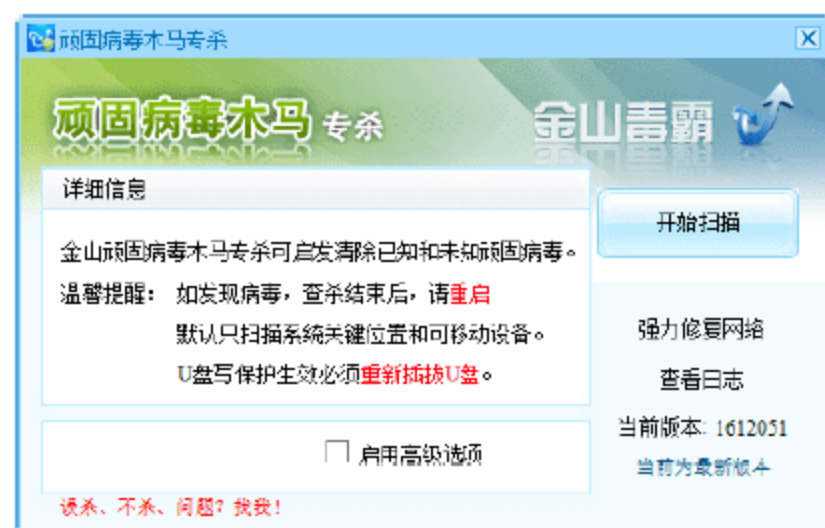 顽固病毒木马专杀
顽固病毒木马 专杀
金山毒霸
详细信息
金山顽固病毒木马专杀可启发清除已知和未知顽固病毒。
温馨提醒： 如发现病毒，查杀结束后，请重启
默认只扫描系统关键位置和可移动设备。
U盘写保护生效必须重新插拔U盘。
启用高级选项
误杀、不杀、问题？找我！
开始扫描
强力修复网络
查看日志
当前版本: 1612051
当前为最新版本